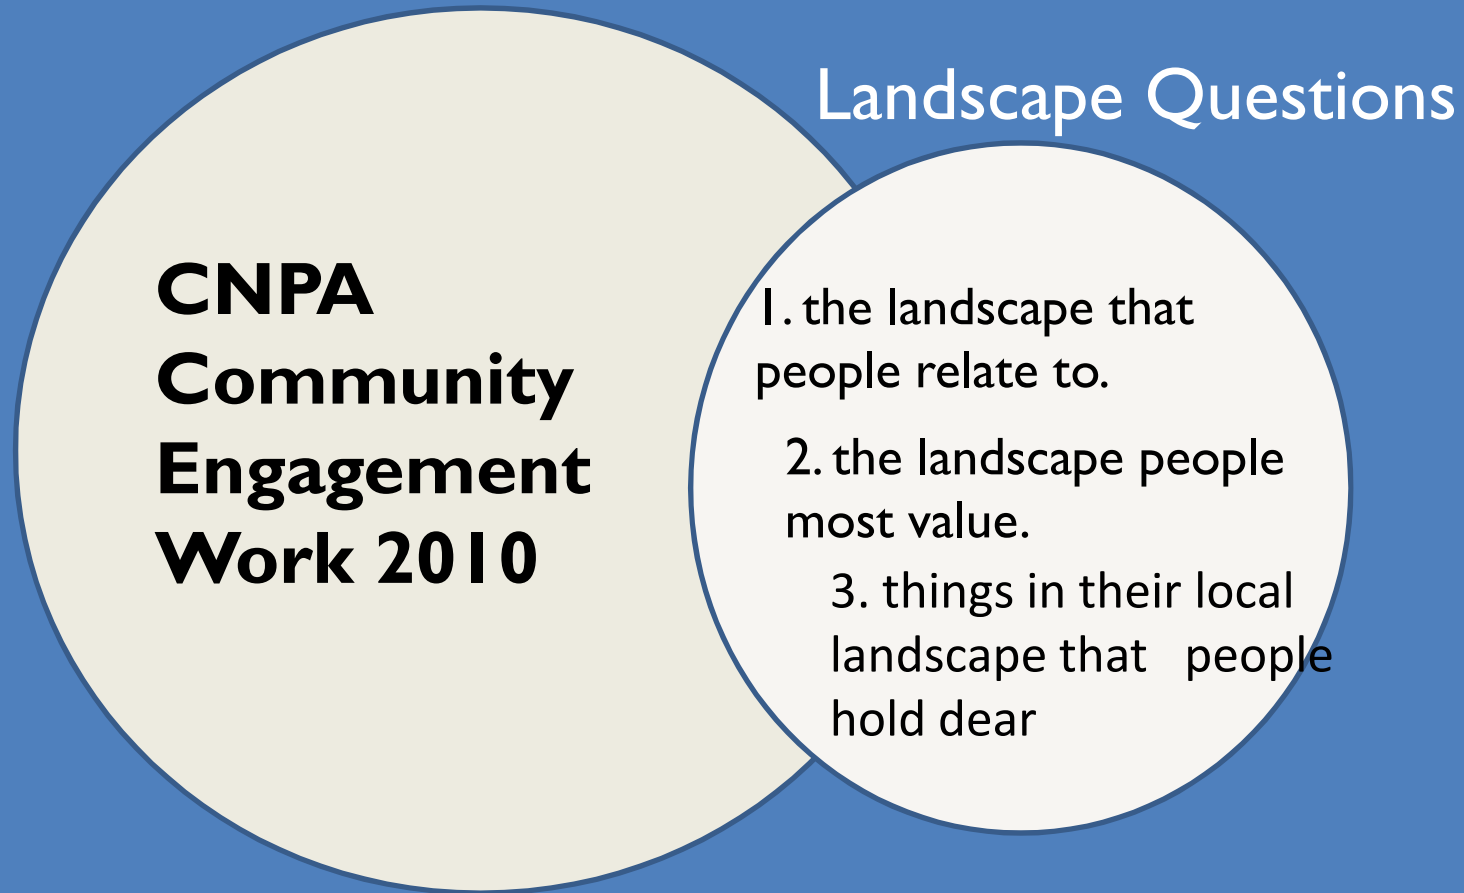 Landscape Questions
CNPA
Community
Engagement
Work 2010
1. the landscape that
people relate to.
2. the landscape people
most value.
3. things in their local
landscape that people
hold dear